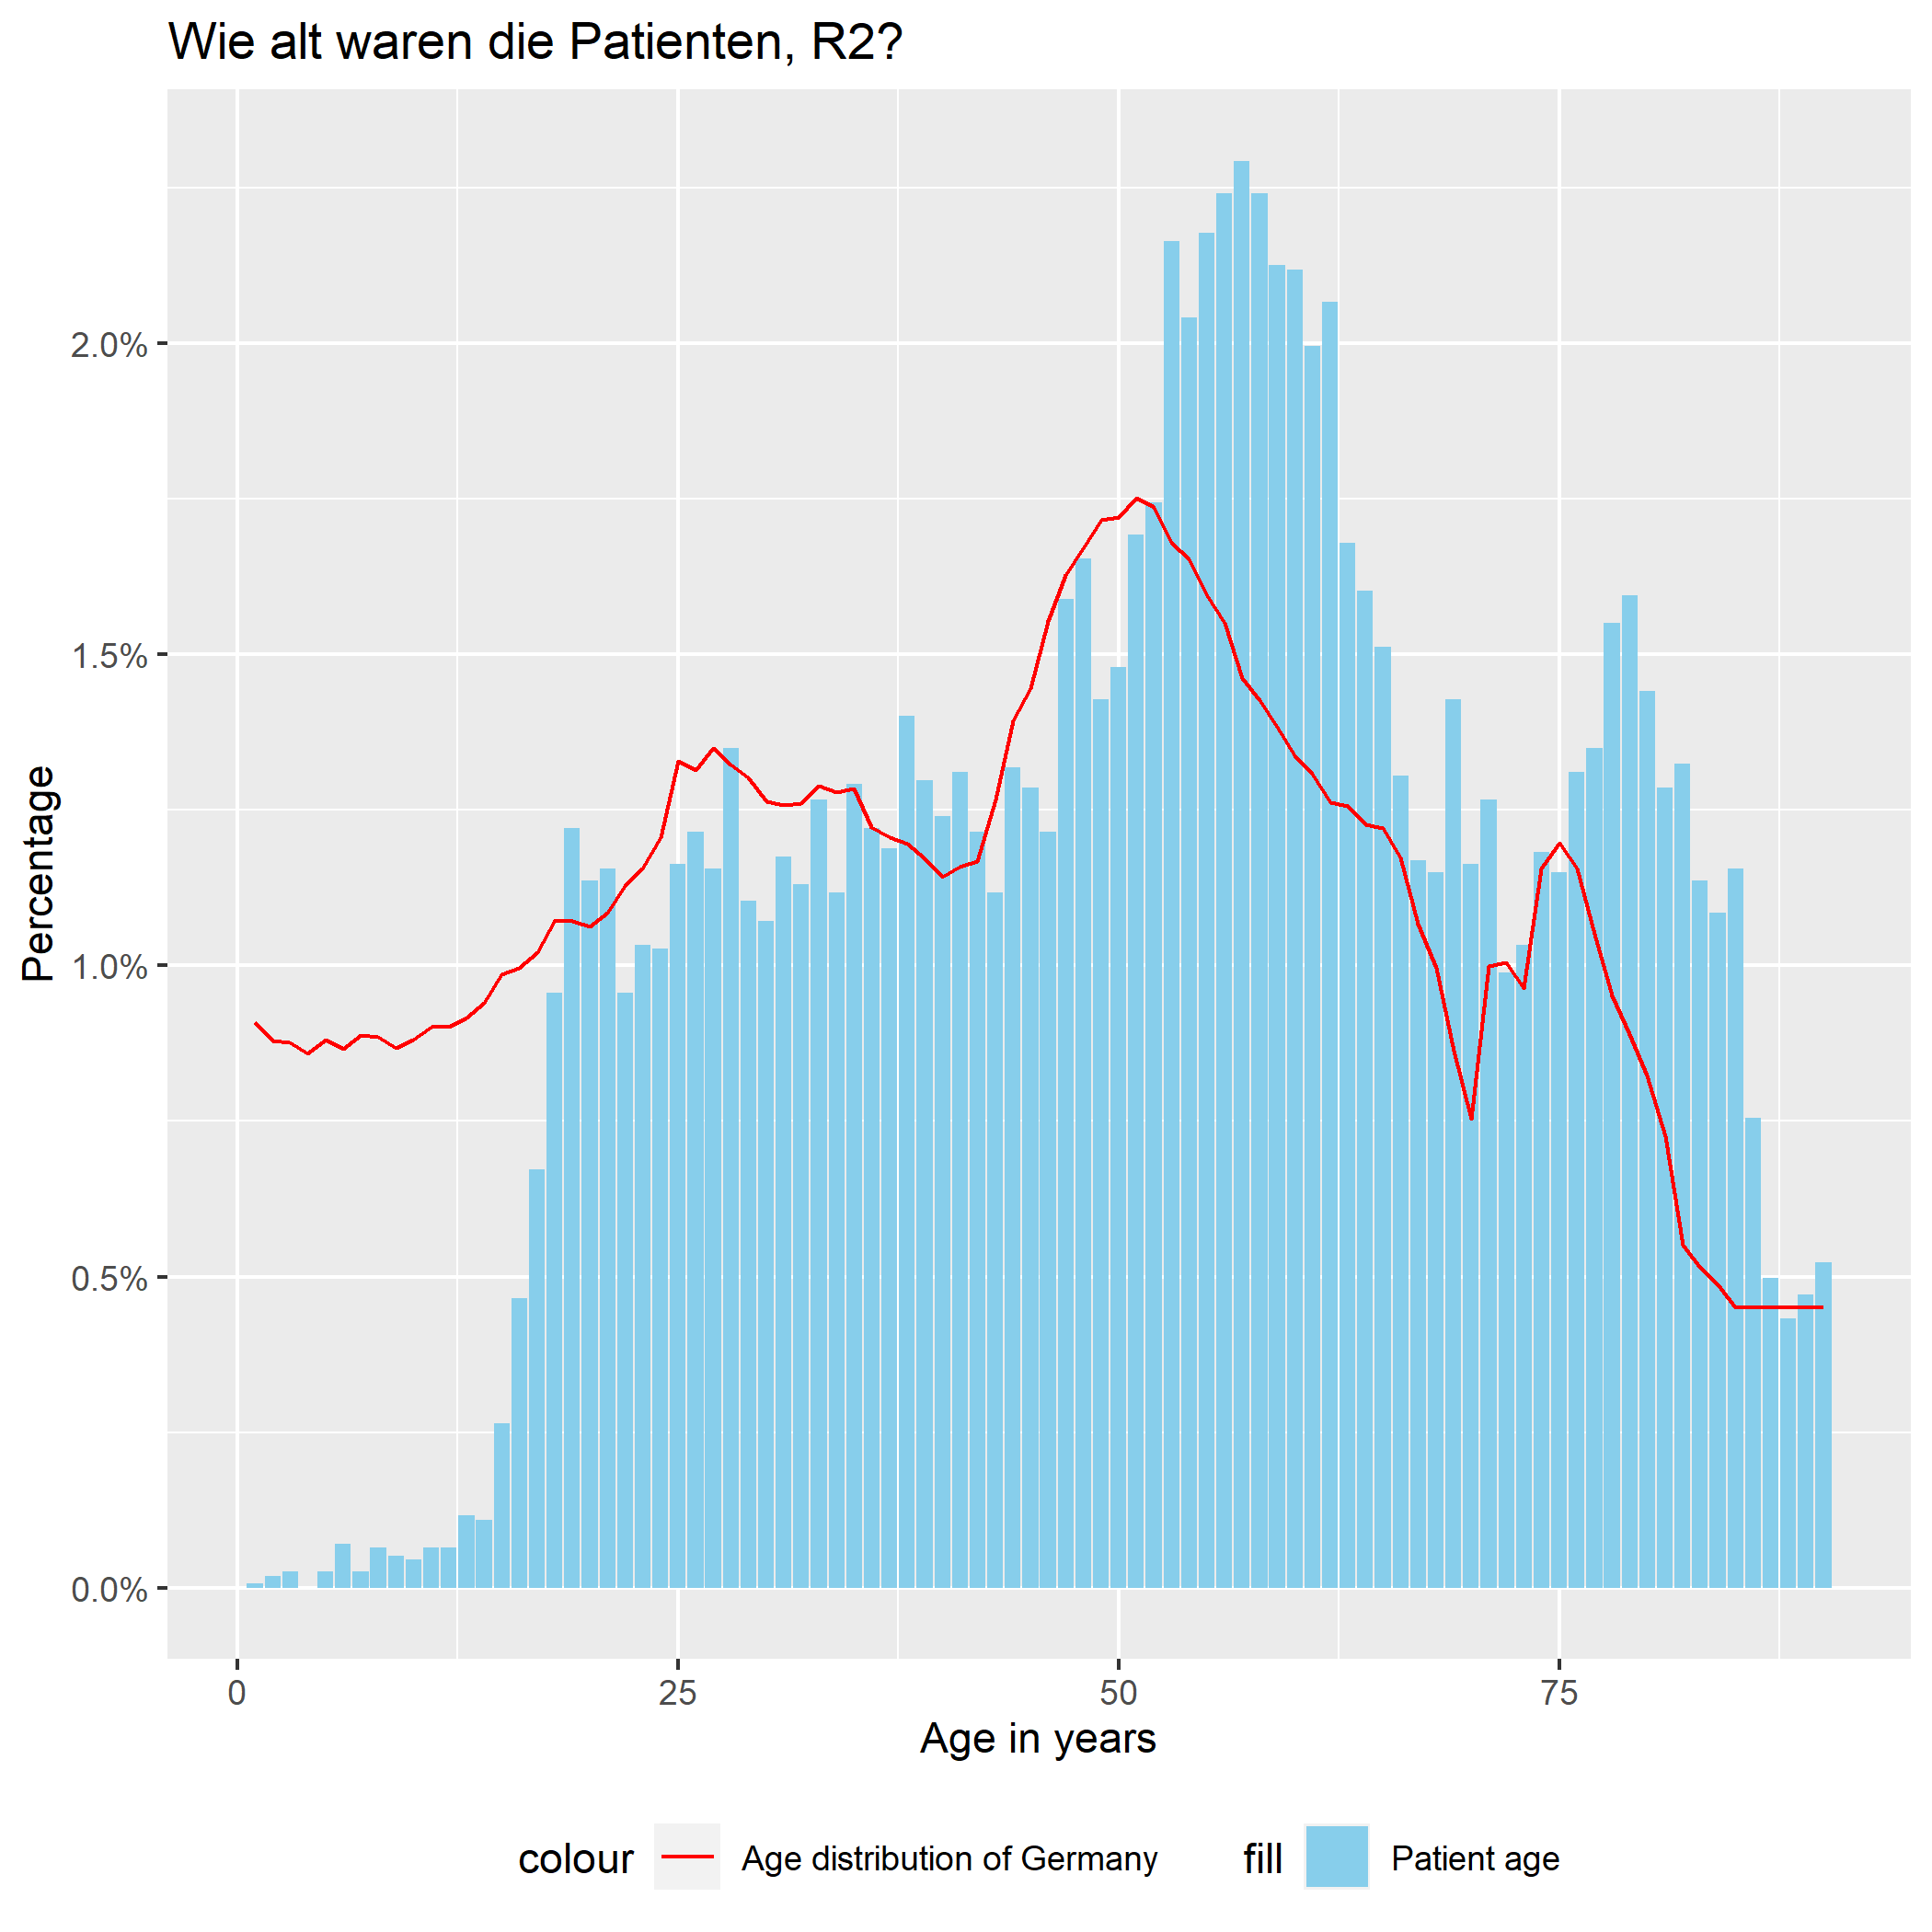 Wie alt waren die Patienten, R2?
Percentage
2.0%
1.5%
1.0%
0.5%
0.0%
0 25 50 75
Age in years
colour Age distribution of Germany fill Patient age